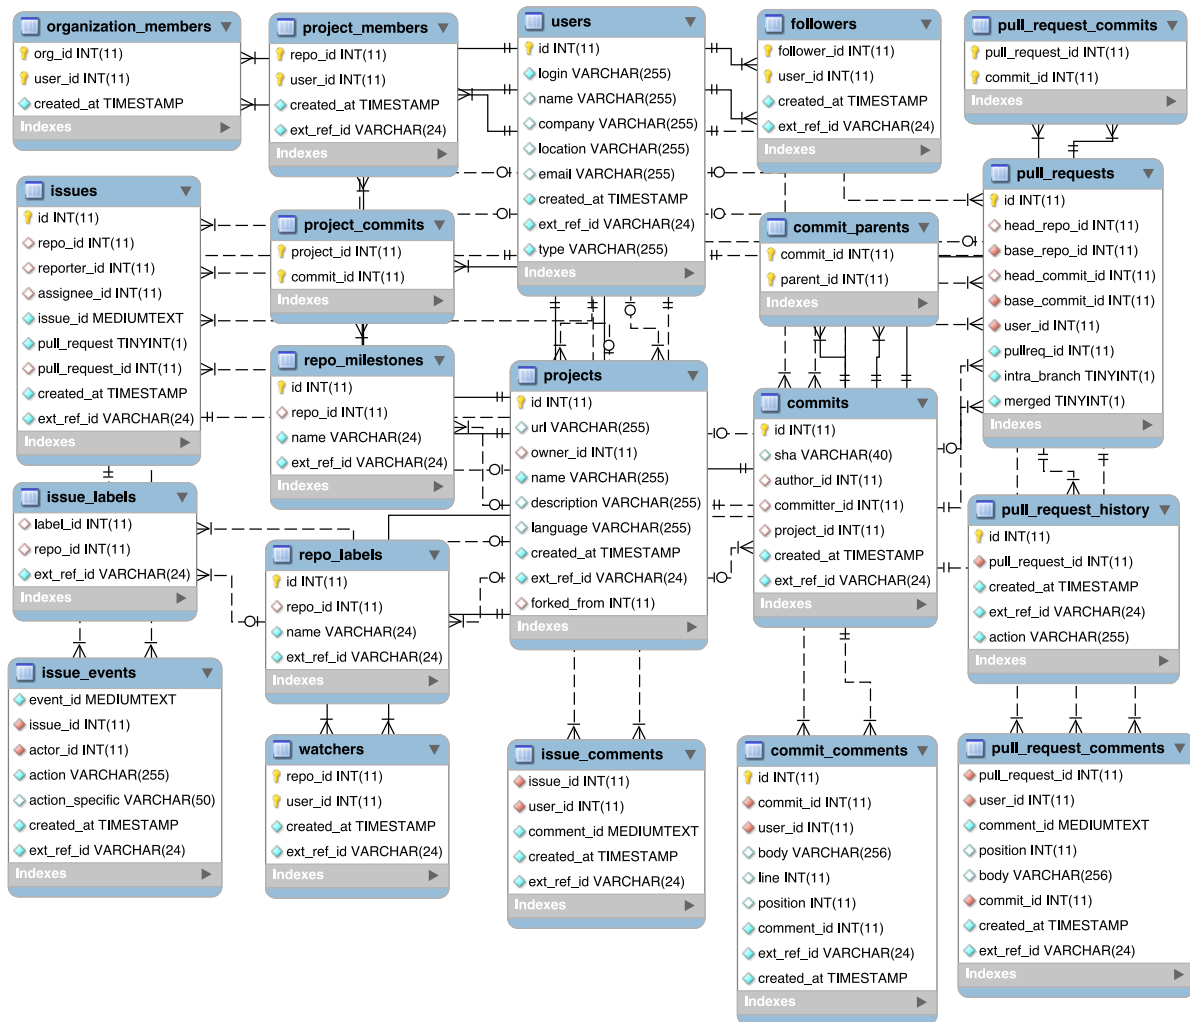 organization_members
org_id INT(11)
user_id INT(11)
created_at TIMESTAMP
Indexes
project_members
repo_id INT(11)
user_id INT(11)
created_at TIMESTAMP
ext_ref_id VARCHAR(24)
Indexes
users
id INT(11)
login VARCHAR(255)
name VARCHAR(255)
company VARCHAR(255)
location VARCHAR(255)
email VARCHAR(255)
created_at TIMESTAMP
ext_ref_id VARCHAR(24)
type VARCHAR(255)
Indexes
followers
follower_id INT(11)
user_id INT(11)
created_at TIMESTAMP
ext_ref_id VARCHAR(24)
Indexes
pull_request_commits
pull_request_id INT(11)
commit_id INT(11)
Indexes
issues
id INT(11)
repo_id INT(11)
reporter_id INT(11)
assignee_id INT(11)
issue_id MEDIUMTEXT
pull_request TINYINT(1)
pull_request_id INT(11)
created_at TIMESTAMP
ext_ref_id VARCHAR(24)
Indexes
project_commits
project_id INT(11)
commit_id INT(11)
Indexes
commit_parents
commit_id INT(11)
parent_id INT(11)
Indexes
pull_requests
id INT(11)
head_repo_id INT(11)
base_repo_id INT(11)
head_commit_id INT(11)
base_commit_id INT(11)
user_id INT(11)
pullreq_id INT(11)
intra_branch TINYINT(1)
merged TINYINT(1)
Indexes
repo_milestones
id INT(11)
repo_id INT(11)
name VARCHAR(24)
ext_ref_id VARCHAR(24)
Indexes
projects
id INT(11)
url VARCHAR(255)
owner_id INT(11)
name VARCHAR(255)
description VARCHAR(255)
language VARCHAR(255)
created_at TIMESTAMP
ext_ref_id VARCHAR(24)
forked_from INT(11)
Indexes
commits
id INT(11)
sha VARCHAR(40)
author_id INT(11)
committer_id INT(11)
project_id INT(11)
created_at TIMESTAMP
ext_ref_id VARCHAR(24)
Indexes
issue_labels
label_id INT(11)
repo_id INT(11)
ext_ref_id VARCHAR(24)
Indexes
repo_labels
id INT(11)
repo_id INT(11)
name VARCHAR(24)
ext_ref_id VARCHAR(24)
Indexes
pull_request_history
id INT(11)
pull_request_id INT(11)
created_at TIMESTAMP
ext_ref_id VARCHAR(24)
action VARCHAR(255)
Indexes
issue_events
event_id MEDIUMTEXT
issue_id INT(11)
actor_id INT(11)
action VARCHAR(255)
action_specific VARCHAR(50)
created_at TIMESTAMP
ext_ref_id VARCHAR(24)
Indexes
watchers
repo_id INT(11)
user_id INT(11)
created_at TIMESTAMP
ext_ref_id VARCHAR(24)
Indexes
issue_comments
issue_id INT(11)
user_id INT(11)
comment_id MEDIUMTEXT
created_at TIMESTAMP
ext_ref_id VARCHAR(24)
Indexes
commit_comments
id INT(11)
commit_id INT(11)
user_id INT(11)
body VARCHAR(256)
line INT(11)
position INT(11)
comment_id INT(11)
ext_ref_id VARCHAR(24)
created_at TIMESTAMP
Indexes
pull_request_comments
pull_request_id INT(11)
user_id INT(11)
comment_id MEDIUMTEXT
position INT(11)
body VARCHAR(256)
commit_id INT(11)
created_at TIMESTAMP
ext_ref_id VARCHAR(24)
Indexes